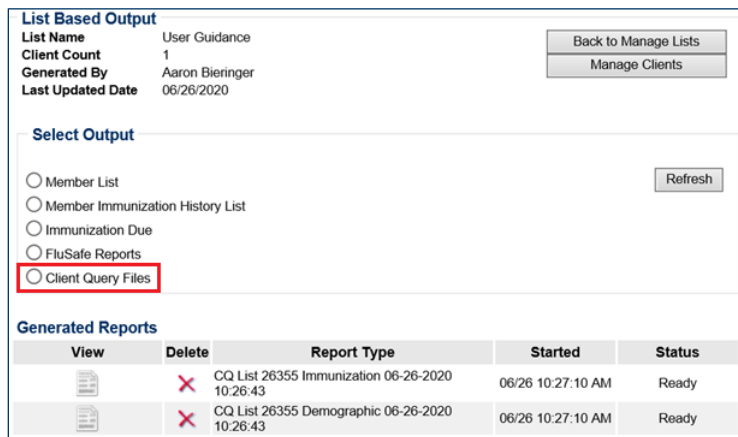 List Based Output
List Name User Guidance
Client Count 1
Generated By Aaron Bieringer
Last Updated Date 06/26/2020
Back to Manage Lists
Manage Clients
Select Output
Member List
Refresh
Member Immunization History List
Immunization Due
FluSafe Reports
Client Query Files
Generated Reports
View Delete Report Type Started Status
CQ List 26355 Immunization 06-26-2020
10:26:43
06/26 10:27:10 AM Ready
CQ List 26355 Demographic 06-26-2020
10:26:43
06/26 10:27:10 AM Ready